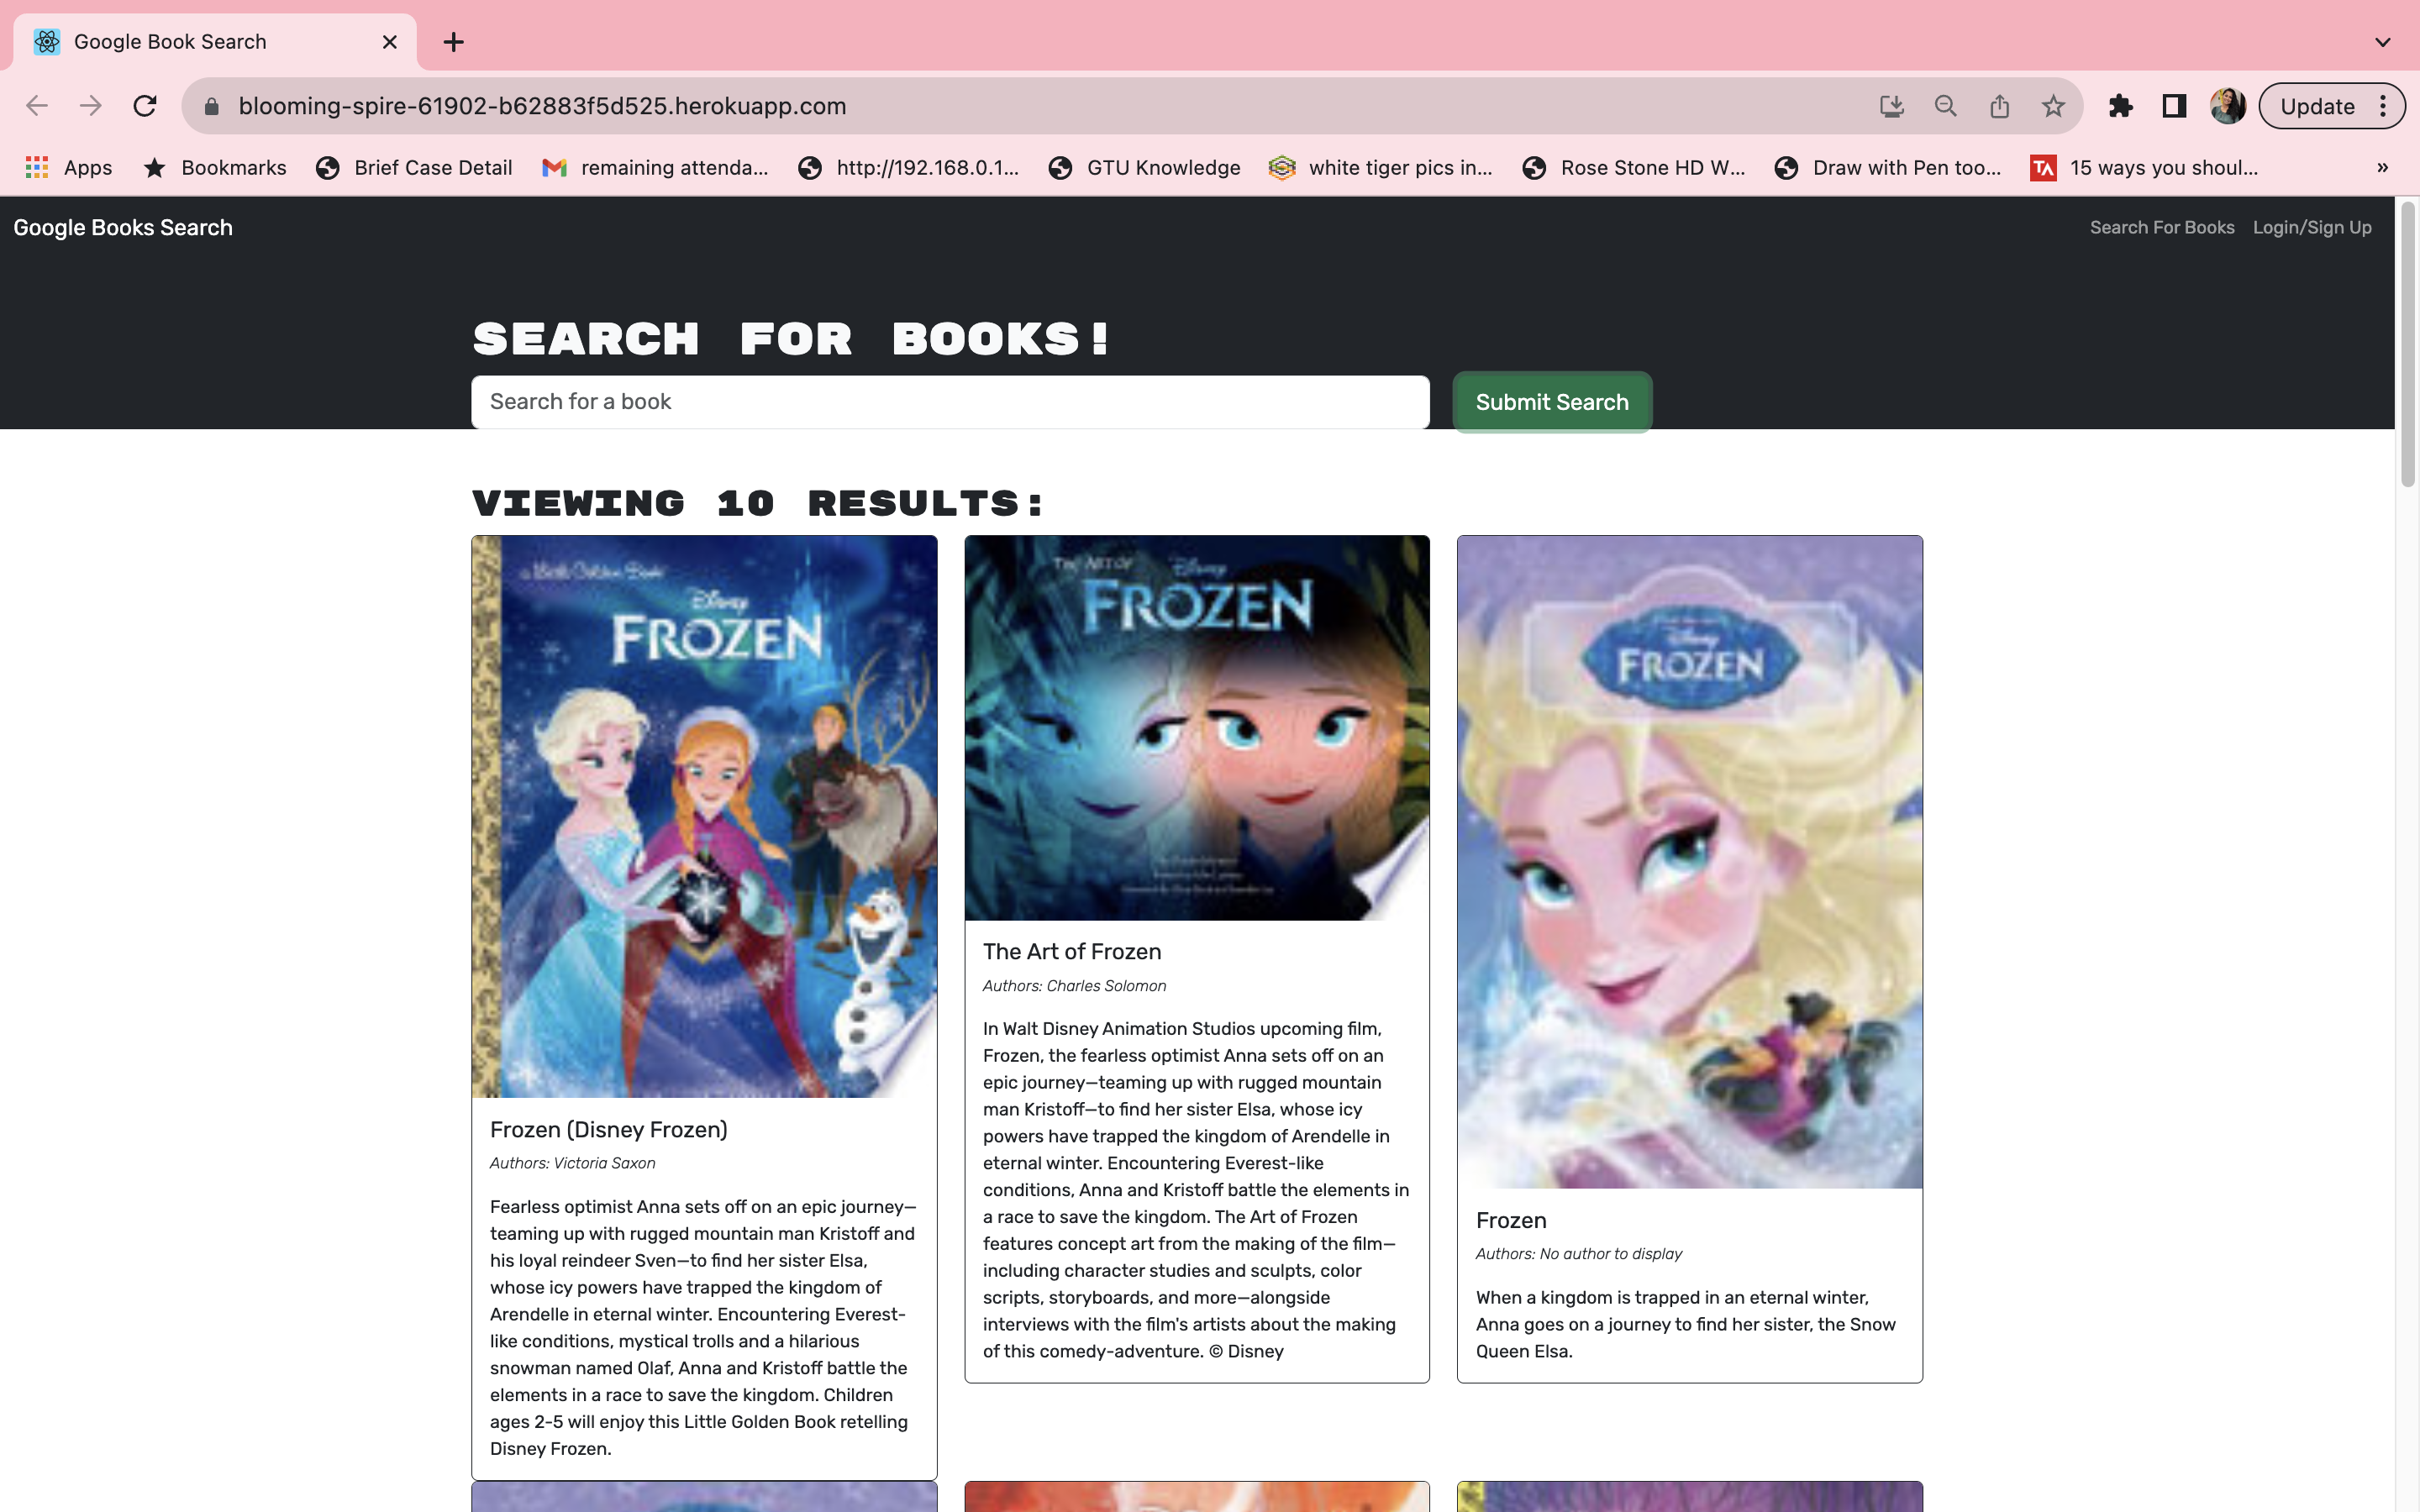 Google Book Search
blooming-spire-61902-b62883f5d525.herokuapp.com
Update
Apps
Bookmarks
Brief Case Detail
remaining attenda...
http://192.168.0.1...
GTU Knowledge
white tiger pics in...
Rose Stone HD W...
Draw with Pen too...
TA
15 ways you shoul...
»
Google Books Search
Search For Books
Login/Sign Up
SEARCH FOR BOOKS!
Search for a book
Submit Search
VIEWING 10 RESULTS:
a Little Golden Book
Disney
FROZEN
Frozen (Disney Frozen)
Authors: Victoria Saxon
Fearless optimist Anna sets off on an epic journey—
teaming up with rugged mountain man Kristoff and
his loyal reindeer Sven—to find her sister Elsa,
whose icy powers have trapped the kingdom of
Arendelle in eternal winter. Encountering Everest-
like conditions, mystical trolls and a hilarious
snowman named Olaf, Anna and Kristoff battle the
elements in a race to save the kingdom. Children
ages 2-5 will enjoy this Little Golden Book retelling
Disney Frozen.
THE ART OF
Disney
FROZEN
The Art of Frozen
Authors: Charles Solomon
In Walt Disney Animation Studios upcoming film,
Frozen, the fearless optimist Anna sets off on an
epic journey—teaming up with rugged mountain
man Kristoff—to find her sister Elsa, whose icy
powers have trapped the kingdom of Arendelle in
eternal winter. Encountering Everest-like
conditions, Anna and Kristoff battle the elements in
a race to save the kingdom. The Art of Frozen
features concept art from the making of the film—
including character studies and sculpts, color
scripts, storyboards, and more—alongside
interviews with the film's artists about the making
of this comedy-adventure. © Disney
Disney
FROZEN
Frozen
Authors: No author to display
When a kingdom is trapped in an eternal winter,
Anna goes on a journey to find her sister, the Snow
Queen Elsa.